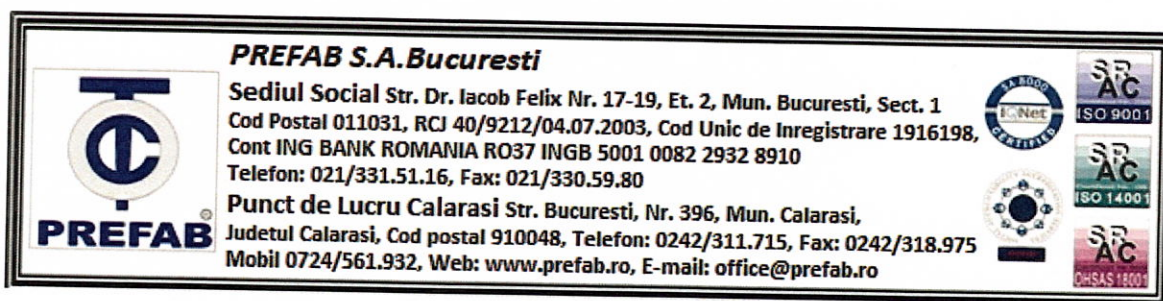 PREFAB S.A.Bucuresti
Sediul Social Str. Dr. Iacob Felix Nr. 17-19, Et. 2, Mun. Bucuresti, Sect. 1
Cod Postal 011031, RCJ 40/9212/04.07.2003, Cod Unic de Inregistrare 1916198,
Cont ING BANK ROMANIA RO37 INGB 5001 0082 2932 8910
Telefon: 021/331.51.16, Fax: 021/330.59.80
Punct de Lucru Calarasi Str. Bucuresti, Nr. 396, Mun. Calarasi,
Judetul Calarasi, Cod postal 910048, Telefon: 0242/311.715, Fax: 0242/318.975
Mobil 0724/561.932, Web: www.prefab.ro, E-mail: office@prefab.ro
PREFAB®
SA 8000
IQNet
CERTIFIED
SRAC
ISO 9001
SRAC
ISO 14001
SRAC
OHSAS 18001